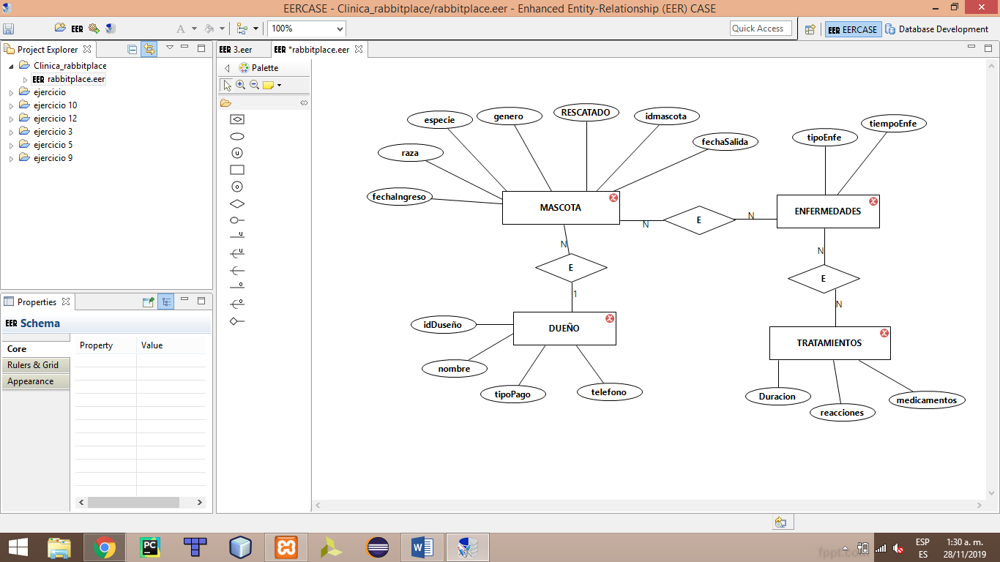 EERCASE - Clinica_rabbitplace/rabbitplace.eer - Enhanced Entity-Relationship (EER) CASE
EER
A
100%
Quick Access
EER EERCASE
Database Development
Project Explorer
Clinica_rabbitplace
EER rabbitplace.eer
ejercicio
ejercicio 10
ejercicio 12
ejercicio 3
ejercicio 5
ejercicio 9
Properties
EER Schema
Core
Rulers & Grid
Appearance
Property Value
EER 3.eer
EER *rabbitplace.eer
Palette
u
o
u
u
o
o
especie
genero
RESCATADO
idmascota
fechaSalida
raza
fechaIngreso
MASCOTA
N
E
N
tipoEnfe
tiempoEnfe
ENFERMEDADES
N
E
1
N
E
N
DUEÑO
idDuseño
nombre
tipoPago
telefono
TRATAMIENTOS
Duracion
reacciones
medicamentos
PC
T
W
fppt.com
ESP
ES
1:30 a. m.
28/11/2019